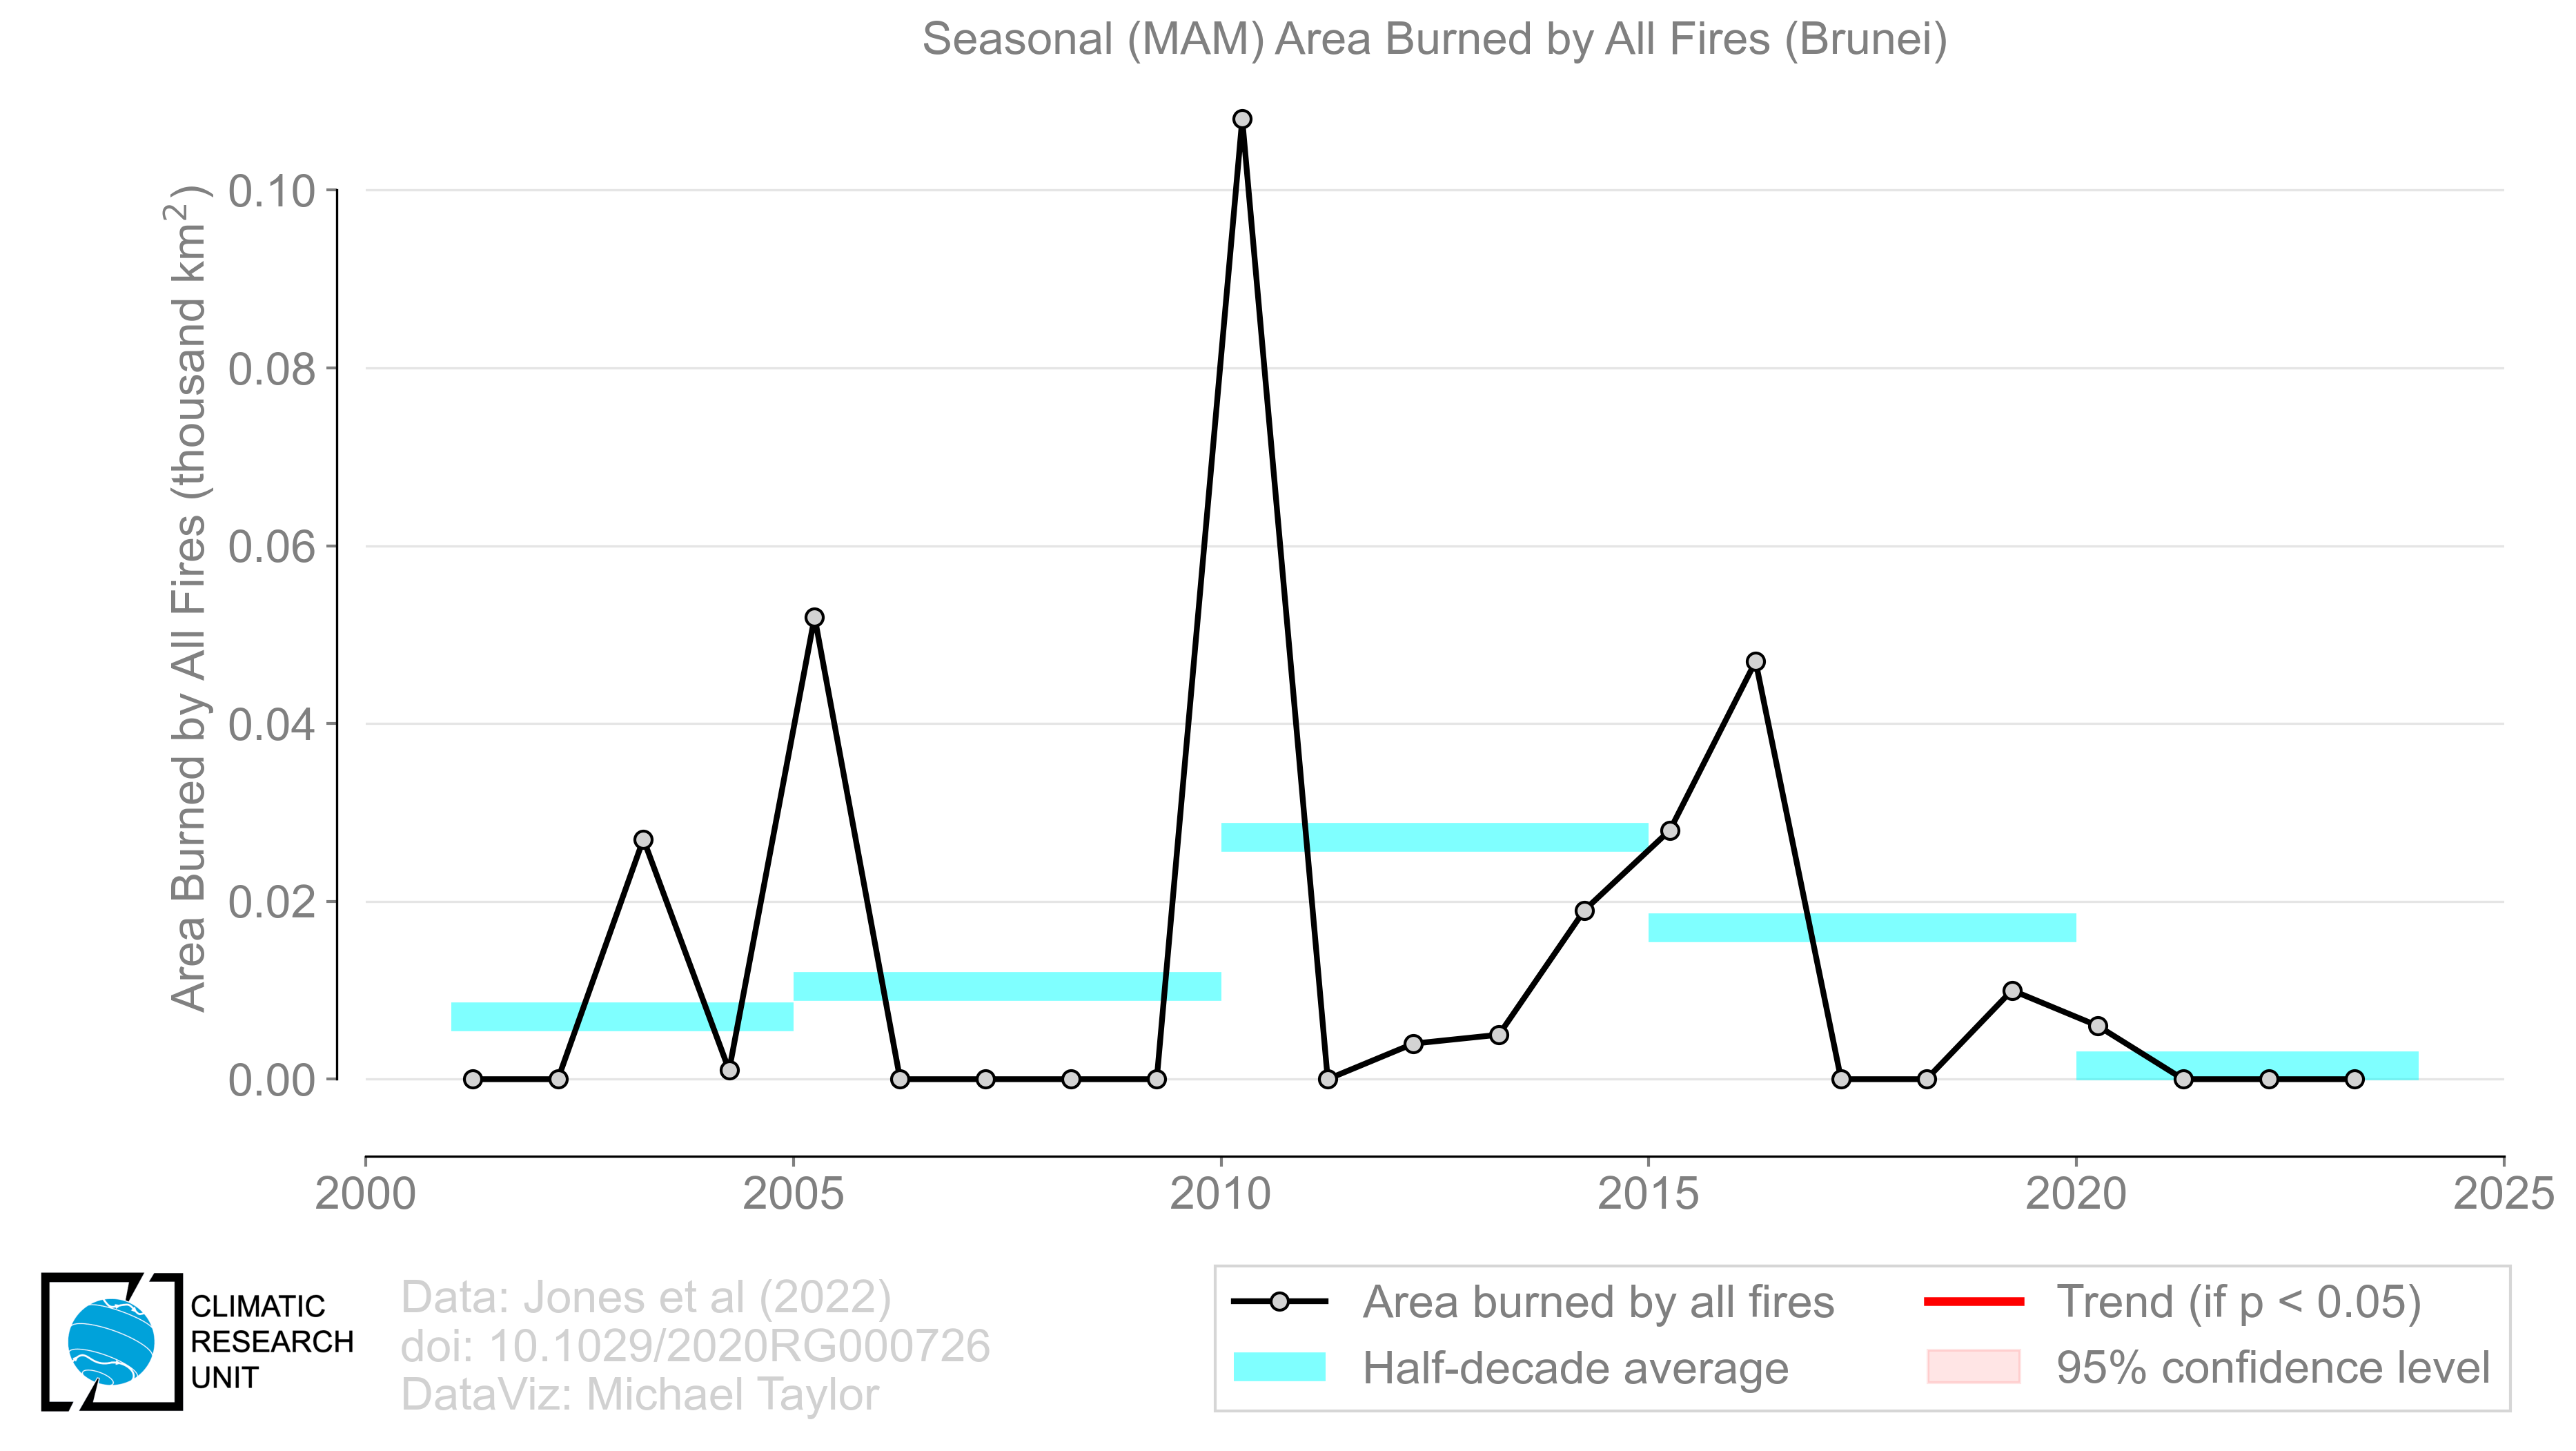 Seasonal (MAM) Area Burned by All Fires (Brunei)
Area Burned by All Fires (thousand km²)
0.10
0.08
0.06
0.04
0.02
0.00
2000 2005 2010 2015 2020 2025
CLIMATIC
RESEARCH
UNIT
Data: Jones et al (2022)
doi: 10.1029/2020RG000726
DataViz: Michael Taylor
Area burned by all fires
Half-decade average
Trend (if p < 0.05)
95% confidence level